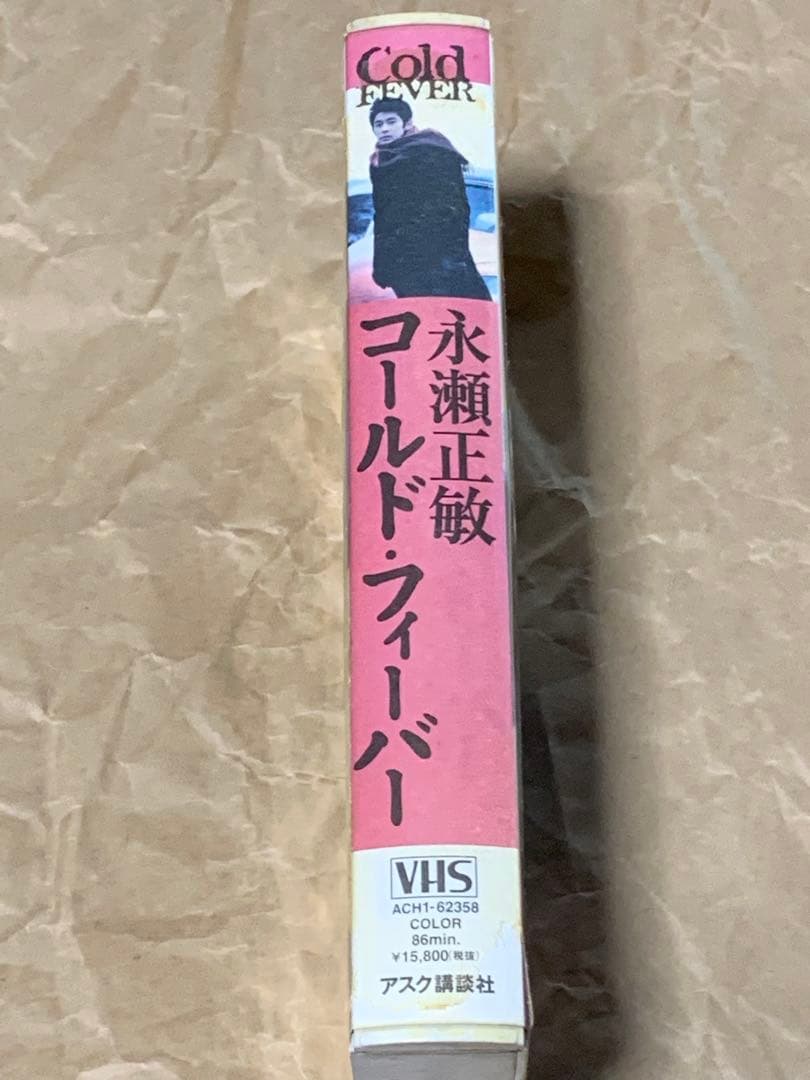 Cold
FEVER
永瀬正敏
コールド・フィーバー
VHS
ACH1-62358
COLOR
86min.
¥15,800(税抜)
アスク講談社